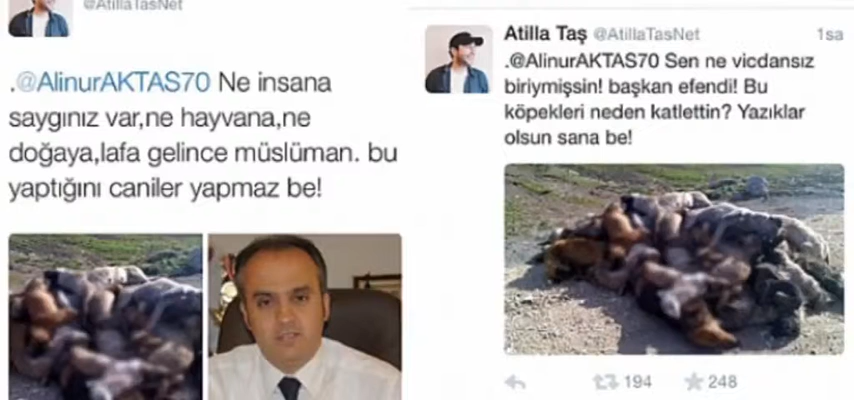 @AtillaTasNet
.@AlinurAKTAS70 Ne insana
saygınız var,ne hayvana,ne
doğaya,lafa gelince müslüman. bu
yaptığını caniler yapmaz be!
Atilla Taş @AtillaTasNet 1sa
.@AlinurAKTAS70 Sen ne vicdansız
biriymişsin! başkan efendi! Bu
köpekleri neden katlettin? Yazıklar
olsun sana be!
194 248